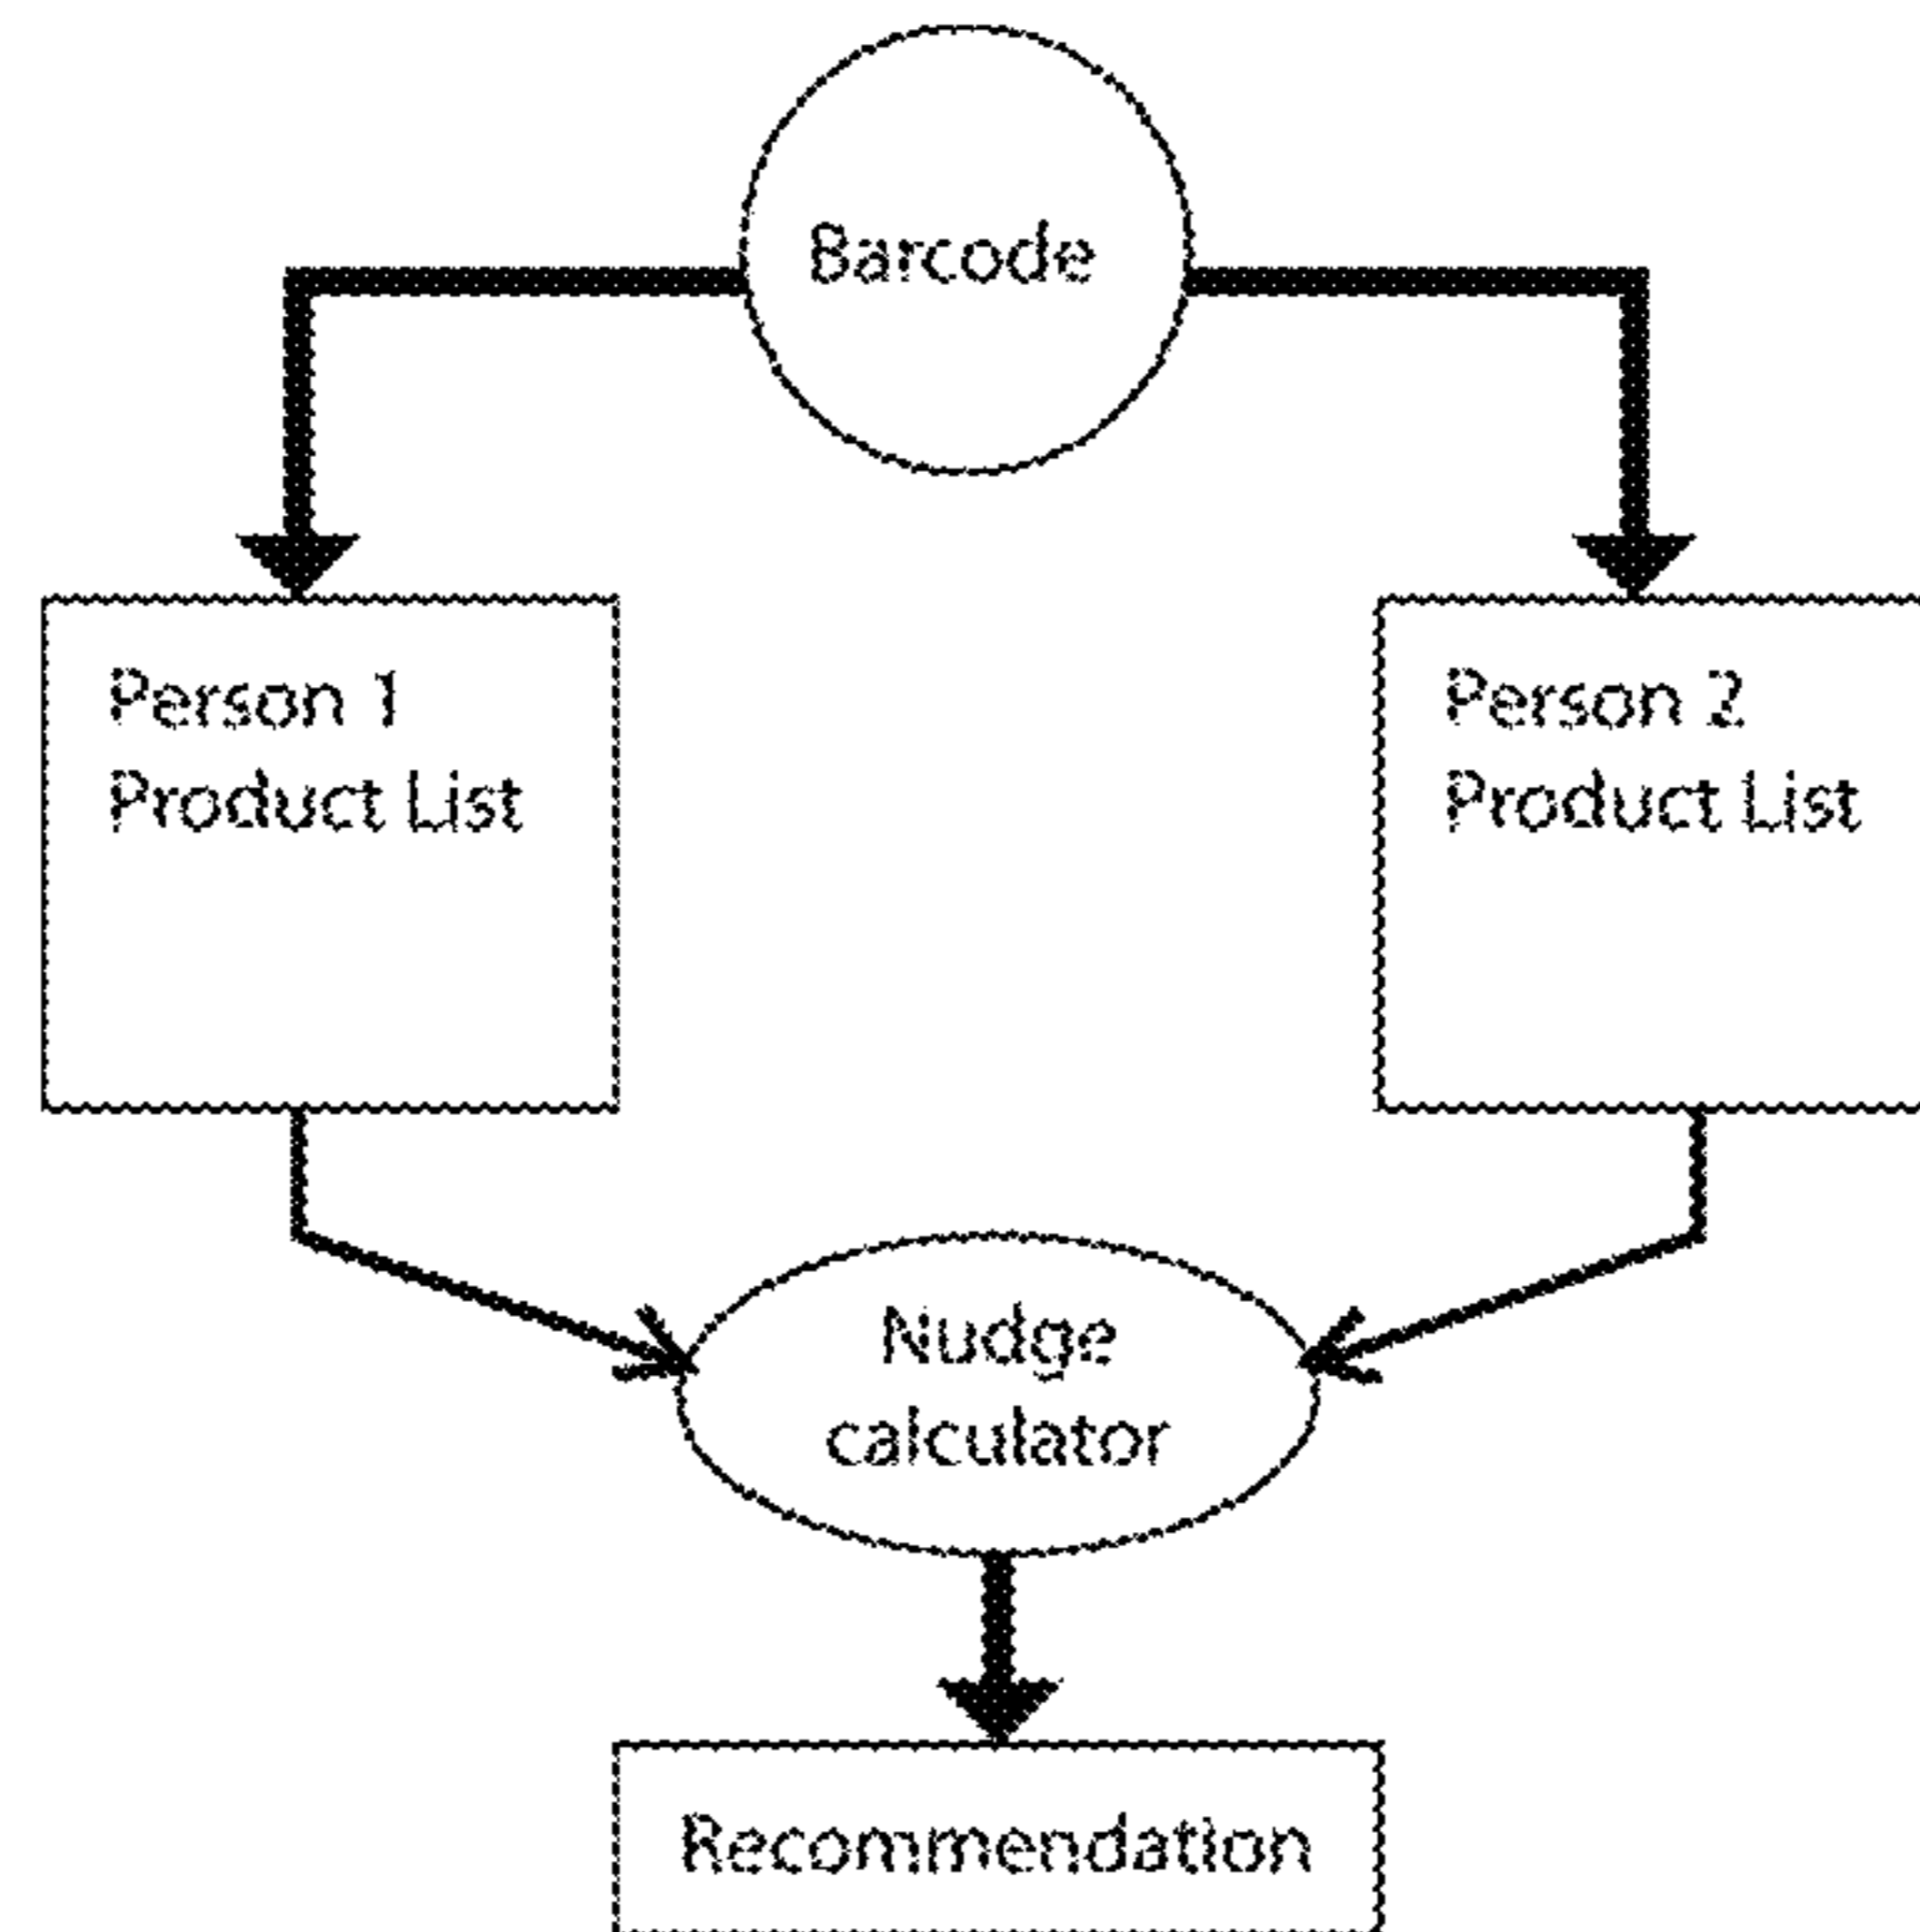 Barcode
Person 1
Product List
Person 2
Product List
Nudge
calculator
Recommendation